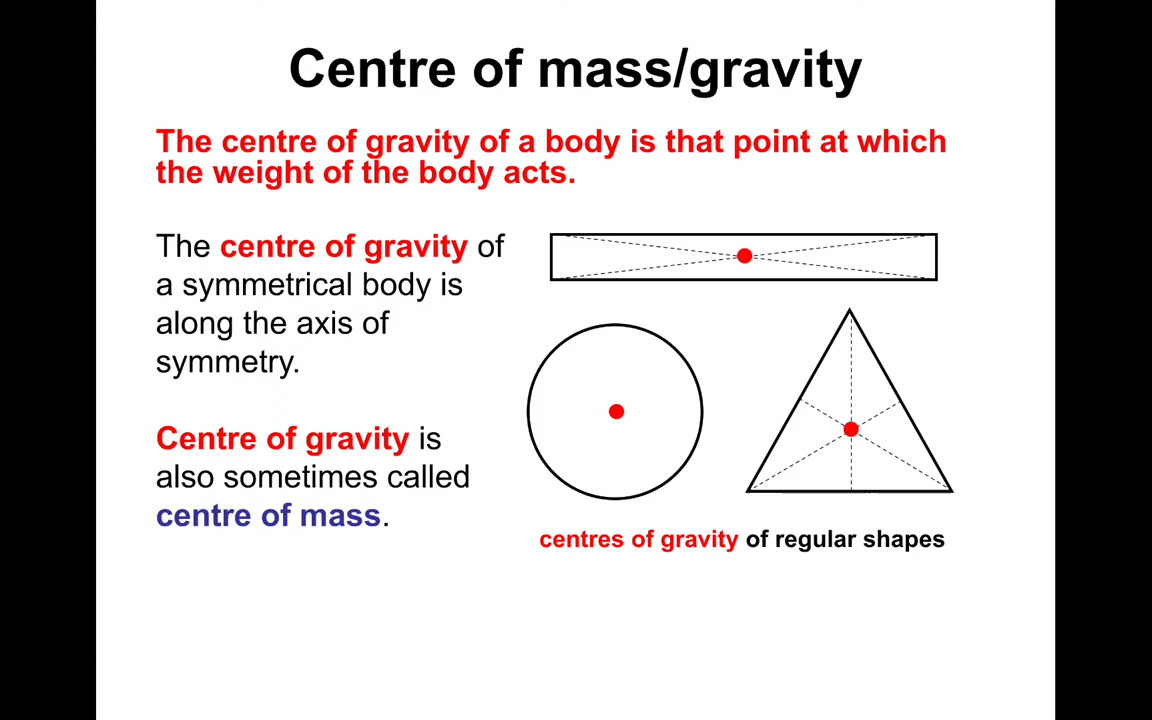 Centre of mass/gravity
The centre of gravity of a body is that point at which
the weight of the body acts.
The centre of gravity of
a symmetrical body is
along the axis of
symmetry.
Centre of gravity is
also sometimes called
centre of mass.
centres of gravity of regular shapes